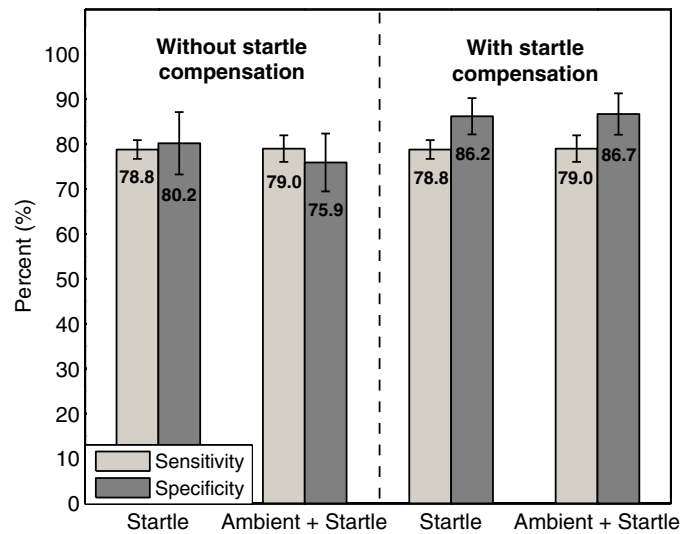 Without startle
compensation
With startle
compensation
Percent (%)
100
90
80
70
60
50
40
30
20
10
0
78.8
80.2
79.0
75.9
78.8
86.2
79.0
86.7
Sensitivity
Specificity
Startle
Ambient + Startle
Startle
Ambient + Startle